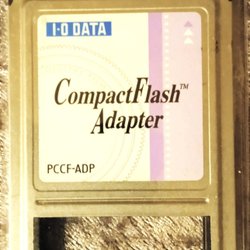 I-O DATA
CompactFlash™
Adapter
PCCF-ADP